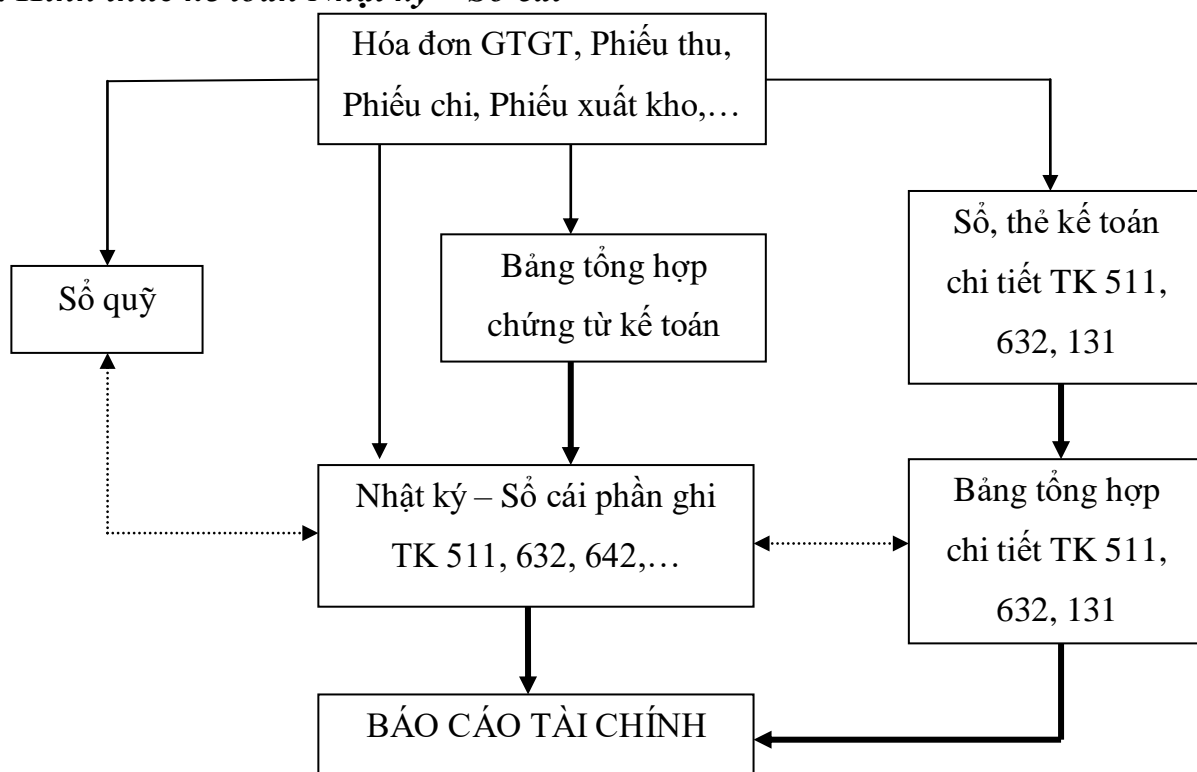 Hóa đơn GTGT, Phiếu thu,
Phiếu chi, Phiếu xuất kho,…
Sổ quỹ
Bảng tổng hợp
chứng từ kế toán
Sổ, thẻ kế toán
chi tiết TK 511,
632, 131
Nhật ký – Sổ cái phần ghi
TK 511, 632, 642,…
Bảng tổng hợp
chi tiết TK 511,
632, 131
BÁO CÁO TÀI CHÍNH